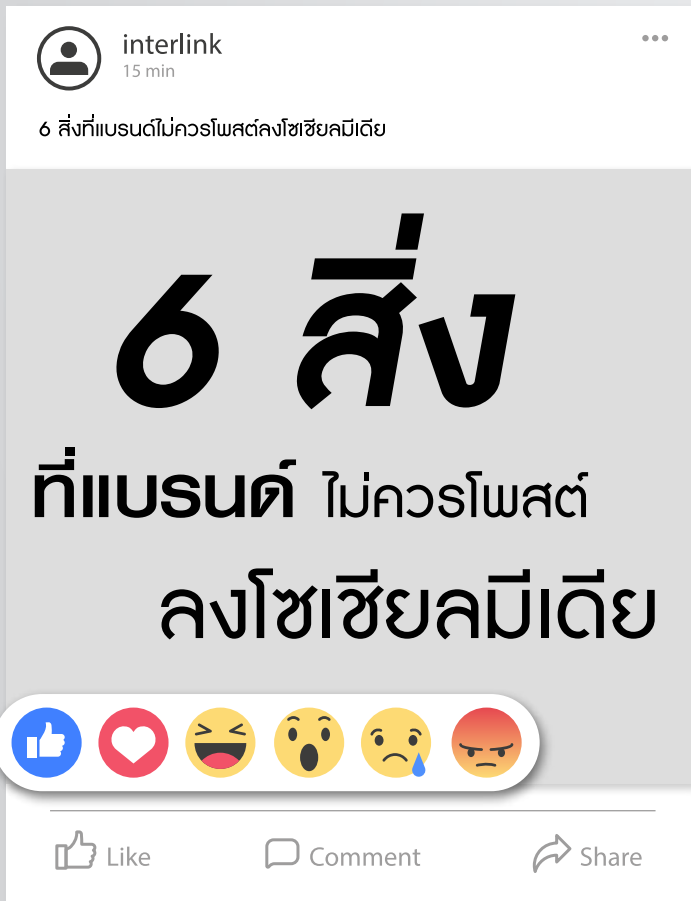 interlink
15 min
6 สิ่งที่แบรนด์ไม่ควรโพสต์ลงโซเชียลมีเดีย
6 สิ่ง
ที่แบรนด์ ไม่ควรโพสต์
ลงโซเชียลมีเดีย
Like Comment Share